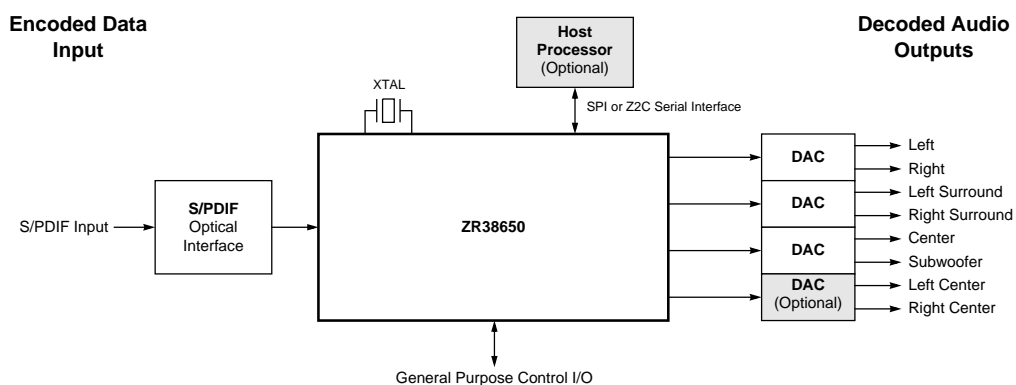 Encoded Data
Input
Host
Processor
(Optional)
Decoded Audio
Outputs
XTAL
SPI or Z2C Serial Interface
S/PDIF Input
S/PDIF
Optical
Interface
ZR38650
DAC
Left
Right
DAC
Left Surround
Right Surround
DAC
Center
Subwoofer
DAC
(Optional)
Left Center
Right Center
General Purpose Control I/O